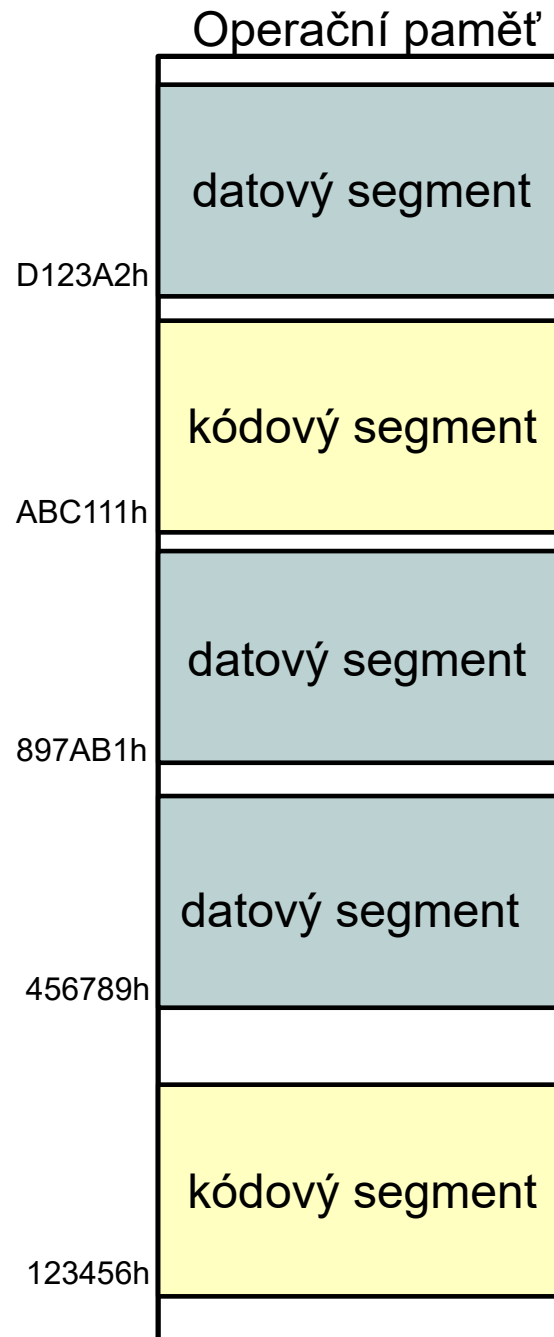 Operační paměť
datový segment
D123A2h
kódový segment
ABC111h
datový segment
897AB1h
datový segment
456789h
kódový segment
123456h